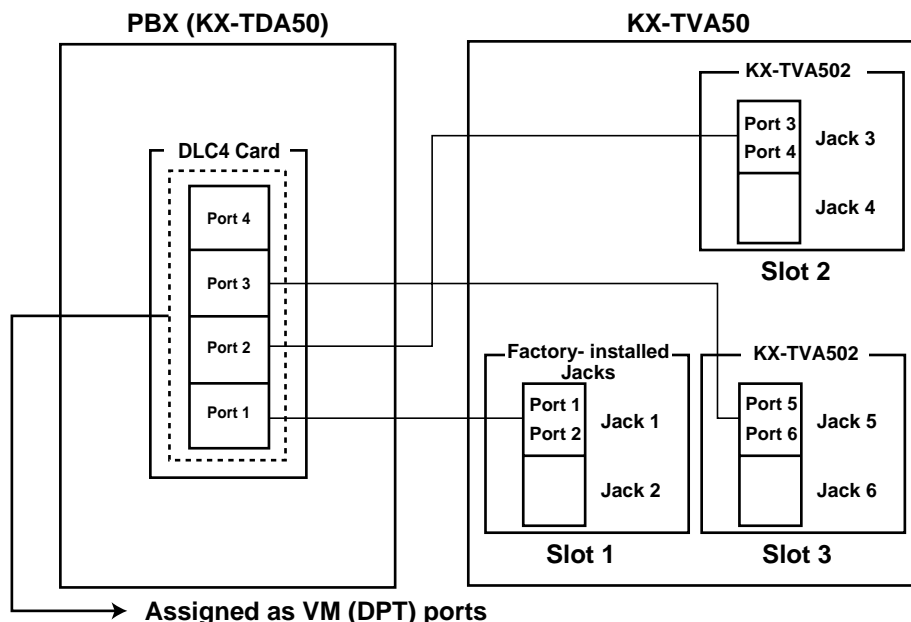 PBX (KX-TDA50)
KX-TVA50
KX-TVA502
Port 3
Port 4
Jack 3
Jack 4
Slot 2
DLC4 Card
Port 4
Port 3
Port 2
Port 1
Factory- installed
Jacks
Port 1
Port 2
Jack 1
Jack 2
Slot 1
KX-TVA502
Port 5
Port 6
Jack 5
Jack 6
Slot 3
Assigned as VM (DPT) ports